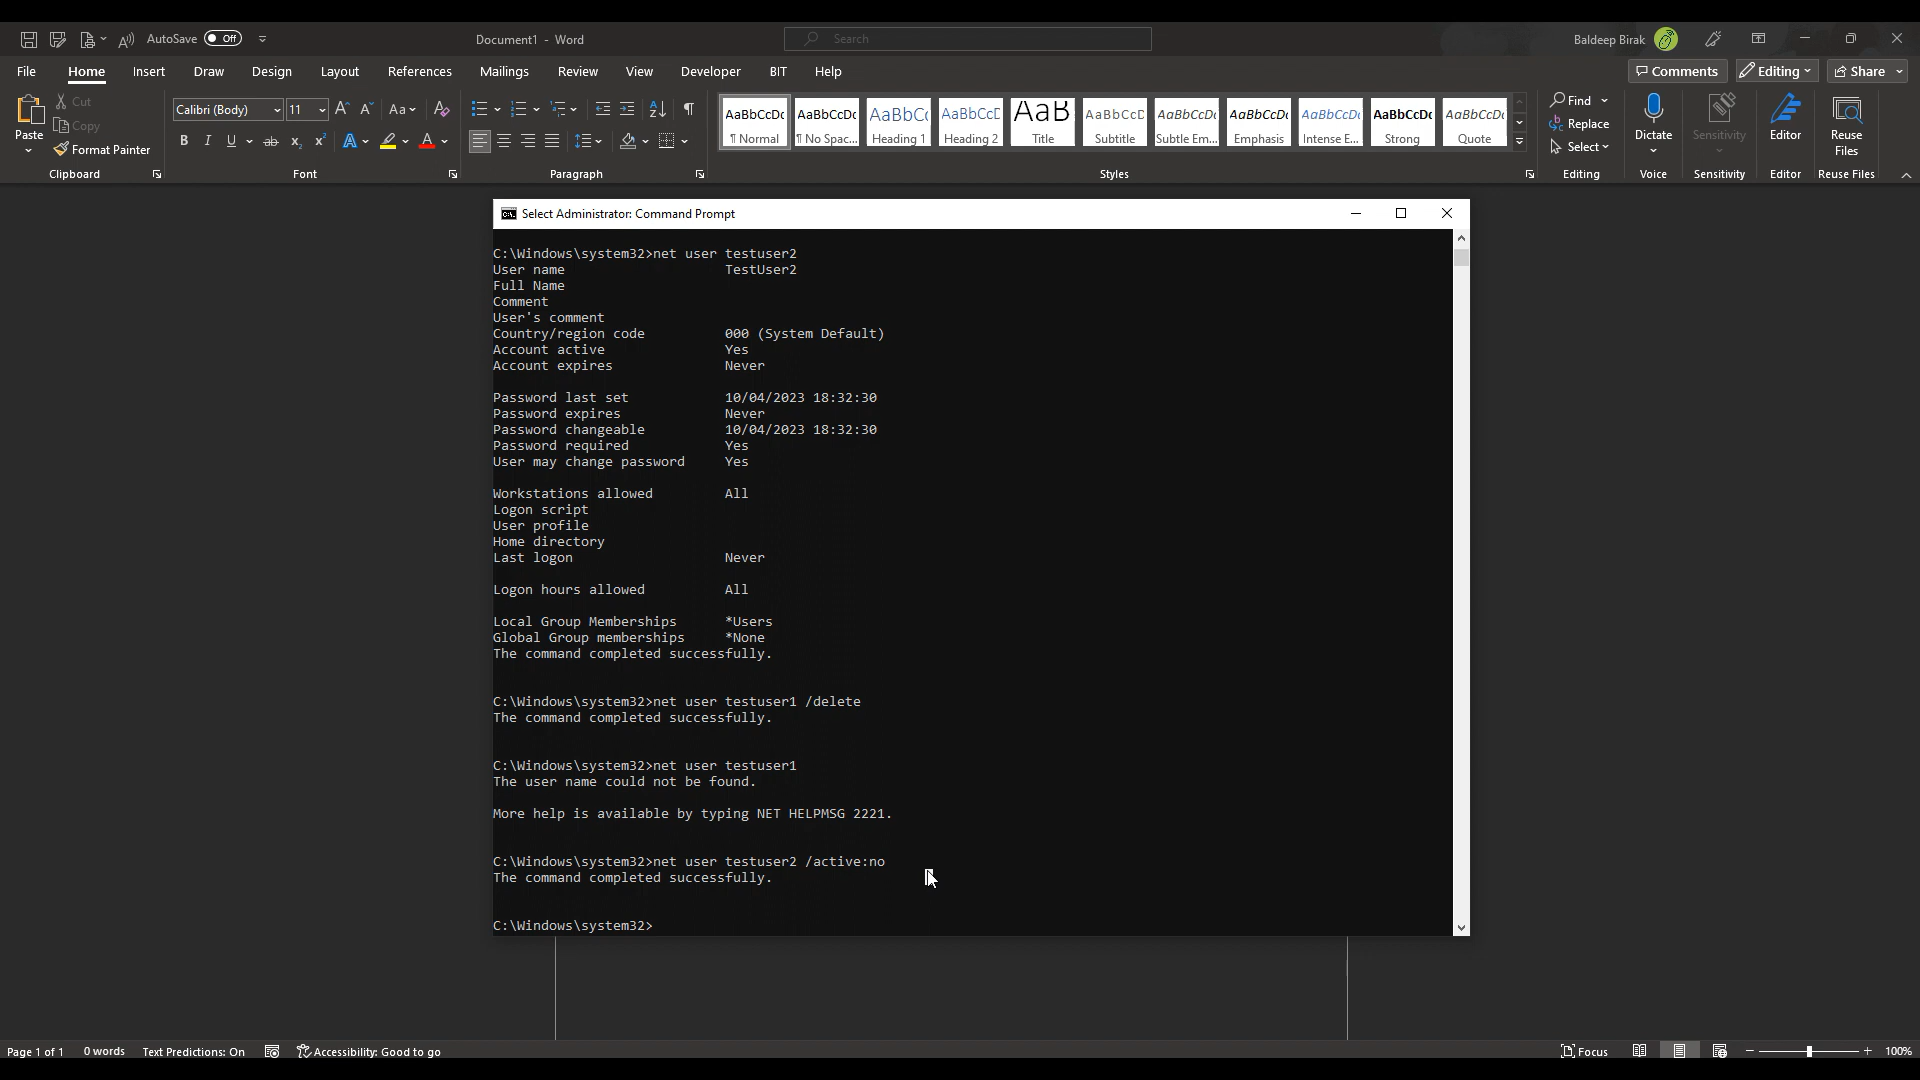 AutoSave Off
Document1 - Word
Search
Baldeep Birak
File Home Insert Draw Design Layout References Mailings Review View Developer BIT Help
Comments Editing Share
Paste
Cut
Copy
Format Painter
Clipboard
Calibri (Body) 11
Font
Paragraph
AaBbCcDc AaBbCcDc AaBbCc AaBbCcD AaB AaBbCcD AaBbCcDc AaBbCcDc AaBbCcDc AaBbCcDc AaBbCcDc
¶ Normal ¶ No Spac... Heading 1 Heading 2 Title Subtitle Subtle Em... Emphasis Intense E... Strong Quote
Styles
Find
Replace
Select
Editing
Dictate
Voice
Sensitivity
Sensitivity
Editor
Editor
Reuse
Files
Reuse Files
Select Administrator: Command Prompt
C:\Windows\system32>net user testuser2
User name TestUser2
Full Name
Comment
User's comment
Country/region code 000 (System Default)
Account active Yes
Account expires Never
Password last set 10/04/2023 18:32:30
Password expires Never
Password changeable 10/04/2023 18:32:30
Password required Yes
User may change password Yes
Workstations allowed All
Logon script
User profile
Home directory
Last logon Never
Logon hours allowed All
Local Group Memberships *Users
Global Group memberships *None
The command completed successfully.
C:\Windows\system32>net user testuser1 /delete
The command completed successfully.
C:\Windows\system32>net user testuser1
The user name could not be found.
More help is available by typing NET HELPMSG 2221.
C:\Windows\system32>net user testuser2 /active:no
The command completed successfully.
C:\Windows\system32>
Page 1 of 1 0 words Text Predictions: On Accessibility: Good to go
Focus
100%